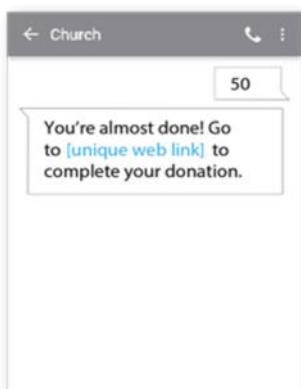 Church
50
You're almost done! Go
to [unique web link] to
complete your donation.